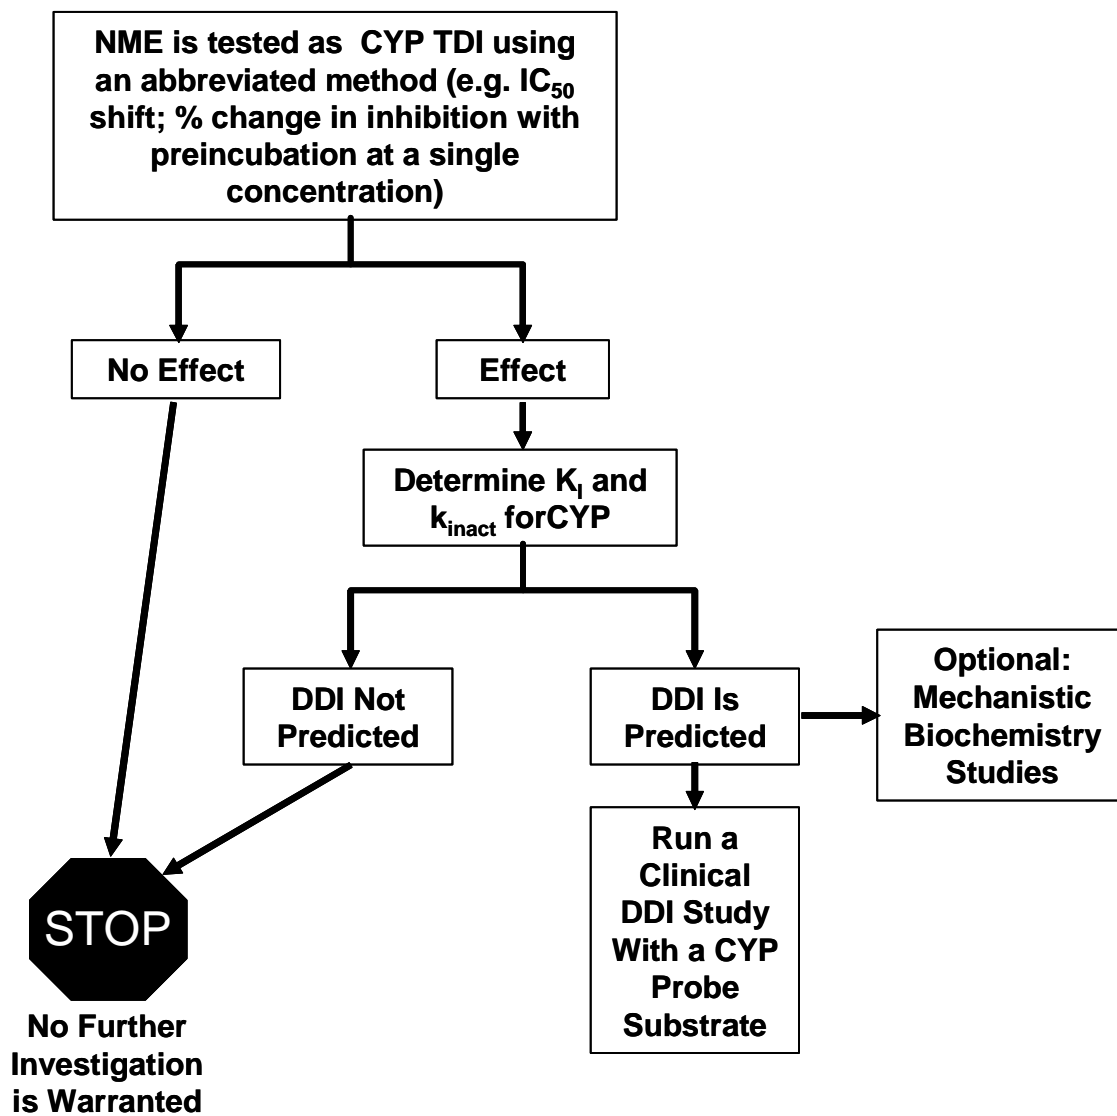 NME is tested as CYP TDI using
an abbreviated method (e.g. IC50
shift; % change in inhibition with
preincubation at a single
concentration)
No Effect
Effect
Determine KI and
kinact forCYP
DDI Not
Predicted
DDI Is
Predicted
Optional:
Mechanistic
Biochemistry
Studies
Run a
Clinical
DDI Study
With a CYP
Probe
Substrate
STOP
No Further
Investigation
is Warranted